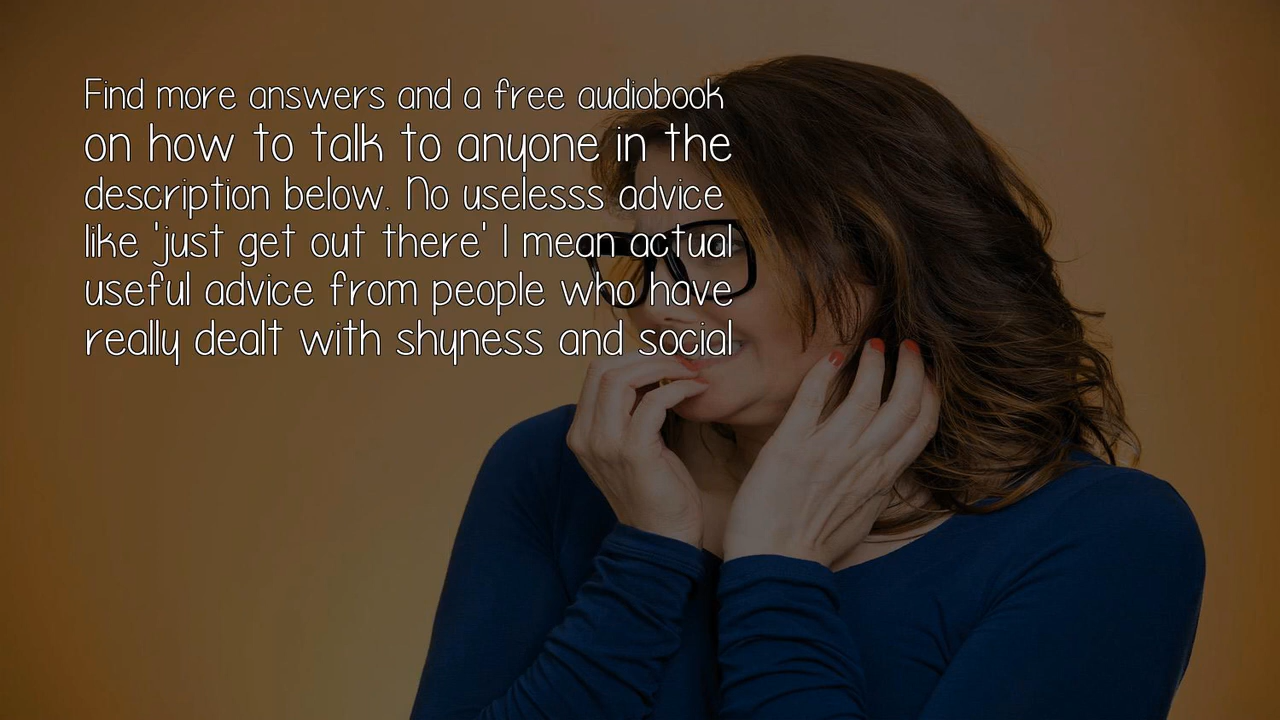 Find more answers and a free audiobook
on how to talk to anyone in the
description below. No uselesss advice
like 'just get out there' I mean actual
useful advice from people who have
really dealt with shyness and social